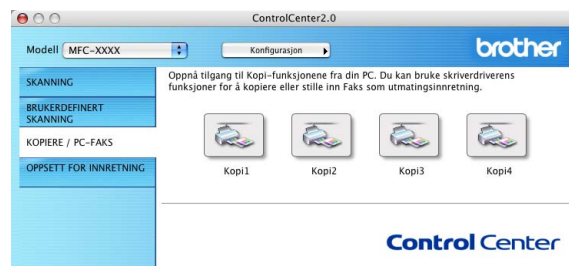 ControlCenter2.0
Modell MFC-XXXX Konfigurasjon brother
SKANNING
BRUKERDEFINERT
SKANNING
KOPIERE / PC-FAKS
OPPSETT FOR INNRETNING
Oppnå tilgang til Kopi-funksjonene fra din PC. Du kan bruke skriverdriverens
funksjoner for å kopiere eller stille inn Faks som utmatingsinnretning.
Kopi1 Kopi2 Kopi3 Kopi4
Control Center